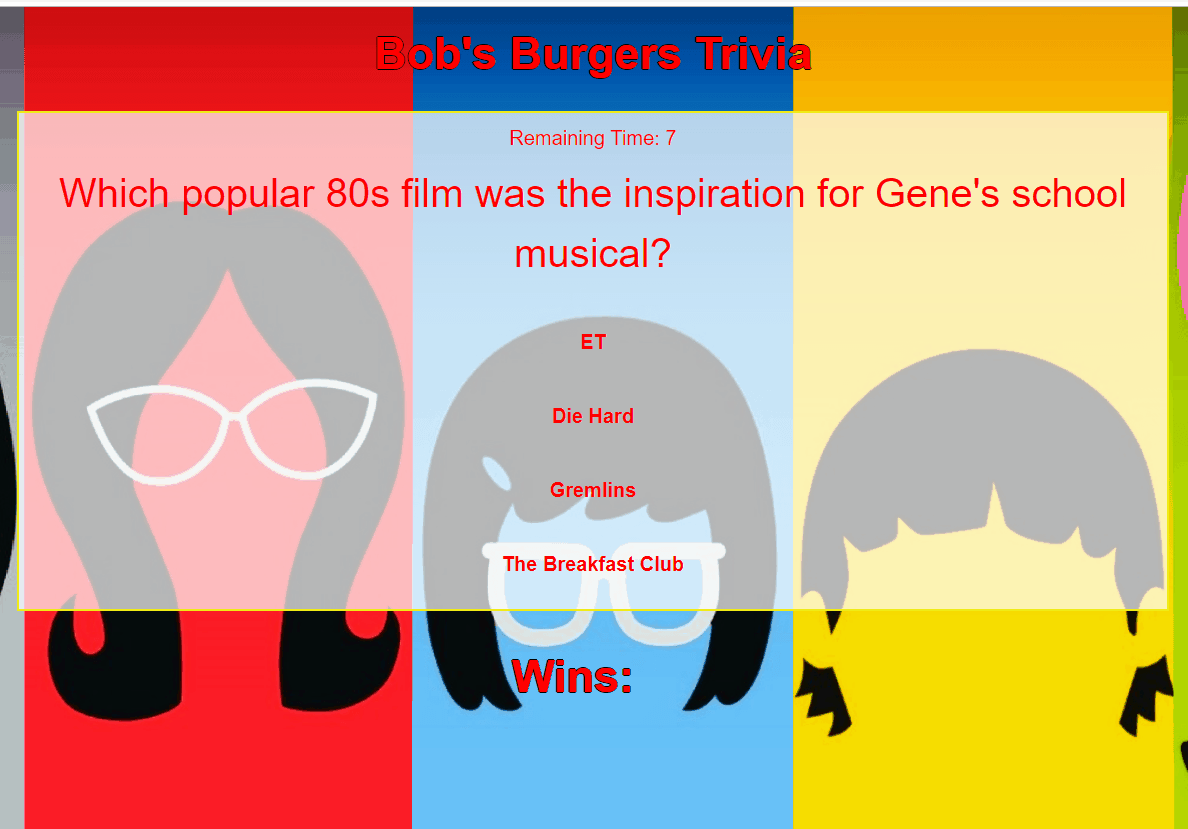 Bob's Burgers Trivia
Remaining Time: 7
Which popular 80s film was the inspiration for Gene's school
musical?
ET
Die Hard
Gremlins
The Breakfast Club
Wins: